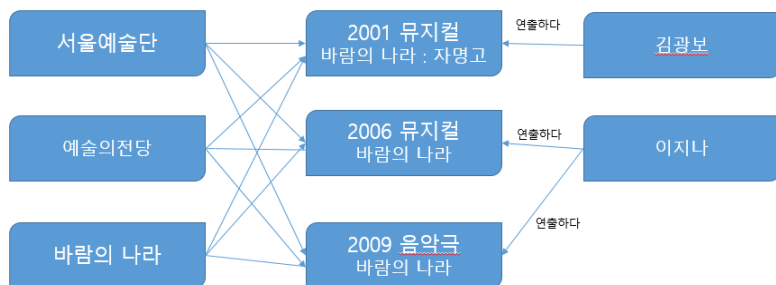 서울예술단
2001 뮤지컬
바람의 나라 : 자명고
연출하다
김광보
예술의전당
2006 뮤지컬
바람의 나라
연출하다
이지나
연출하다
바람의 나라
2009 음악극
바람의 나라